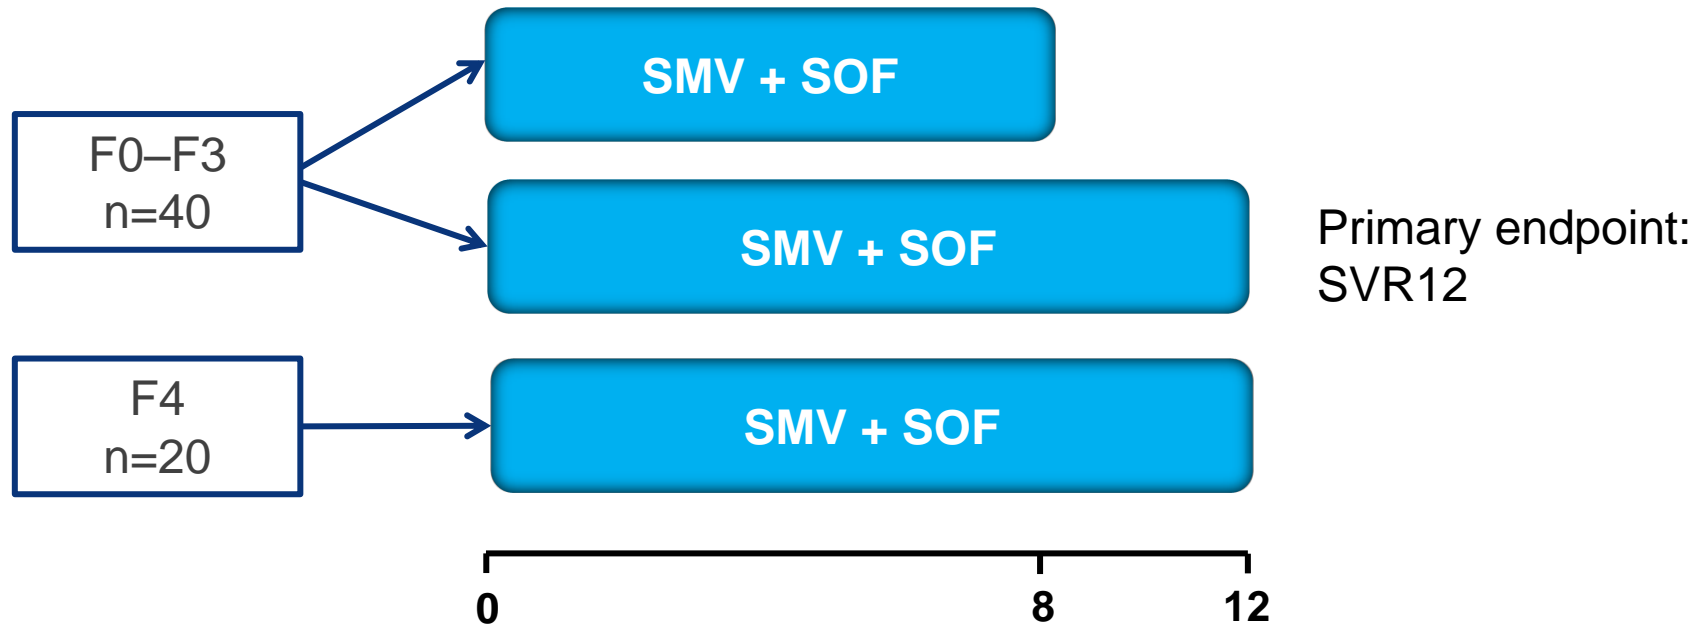 SMV + SOF
F0–F3
n=40
SMV + SOF
Primary endpoint:
SVR12
F4
n=20
SMV + SOF
0
8
12